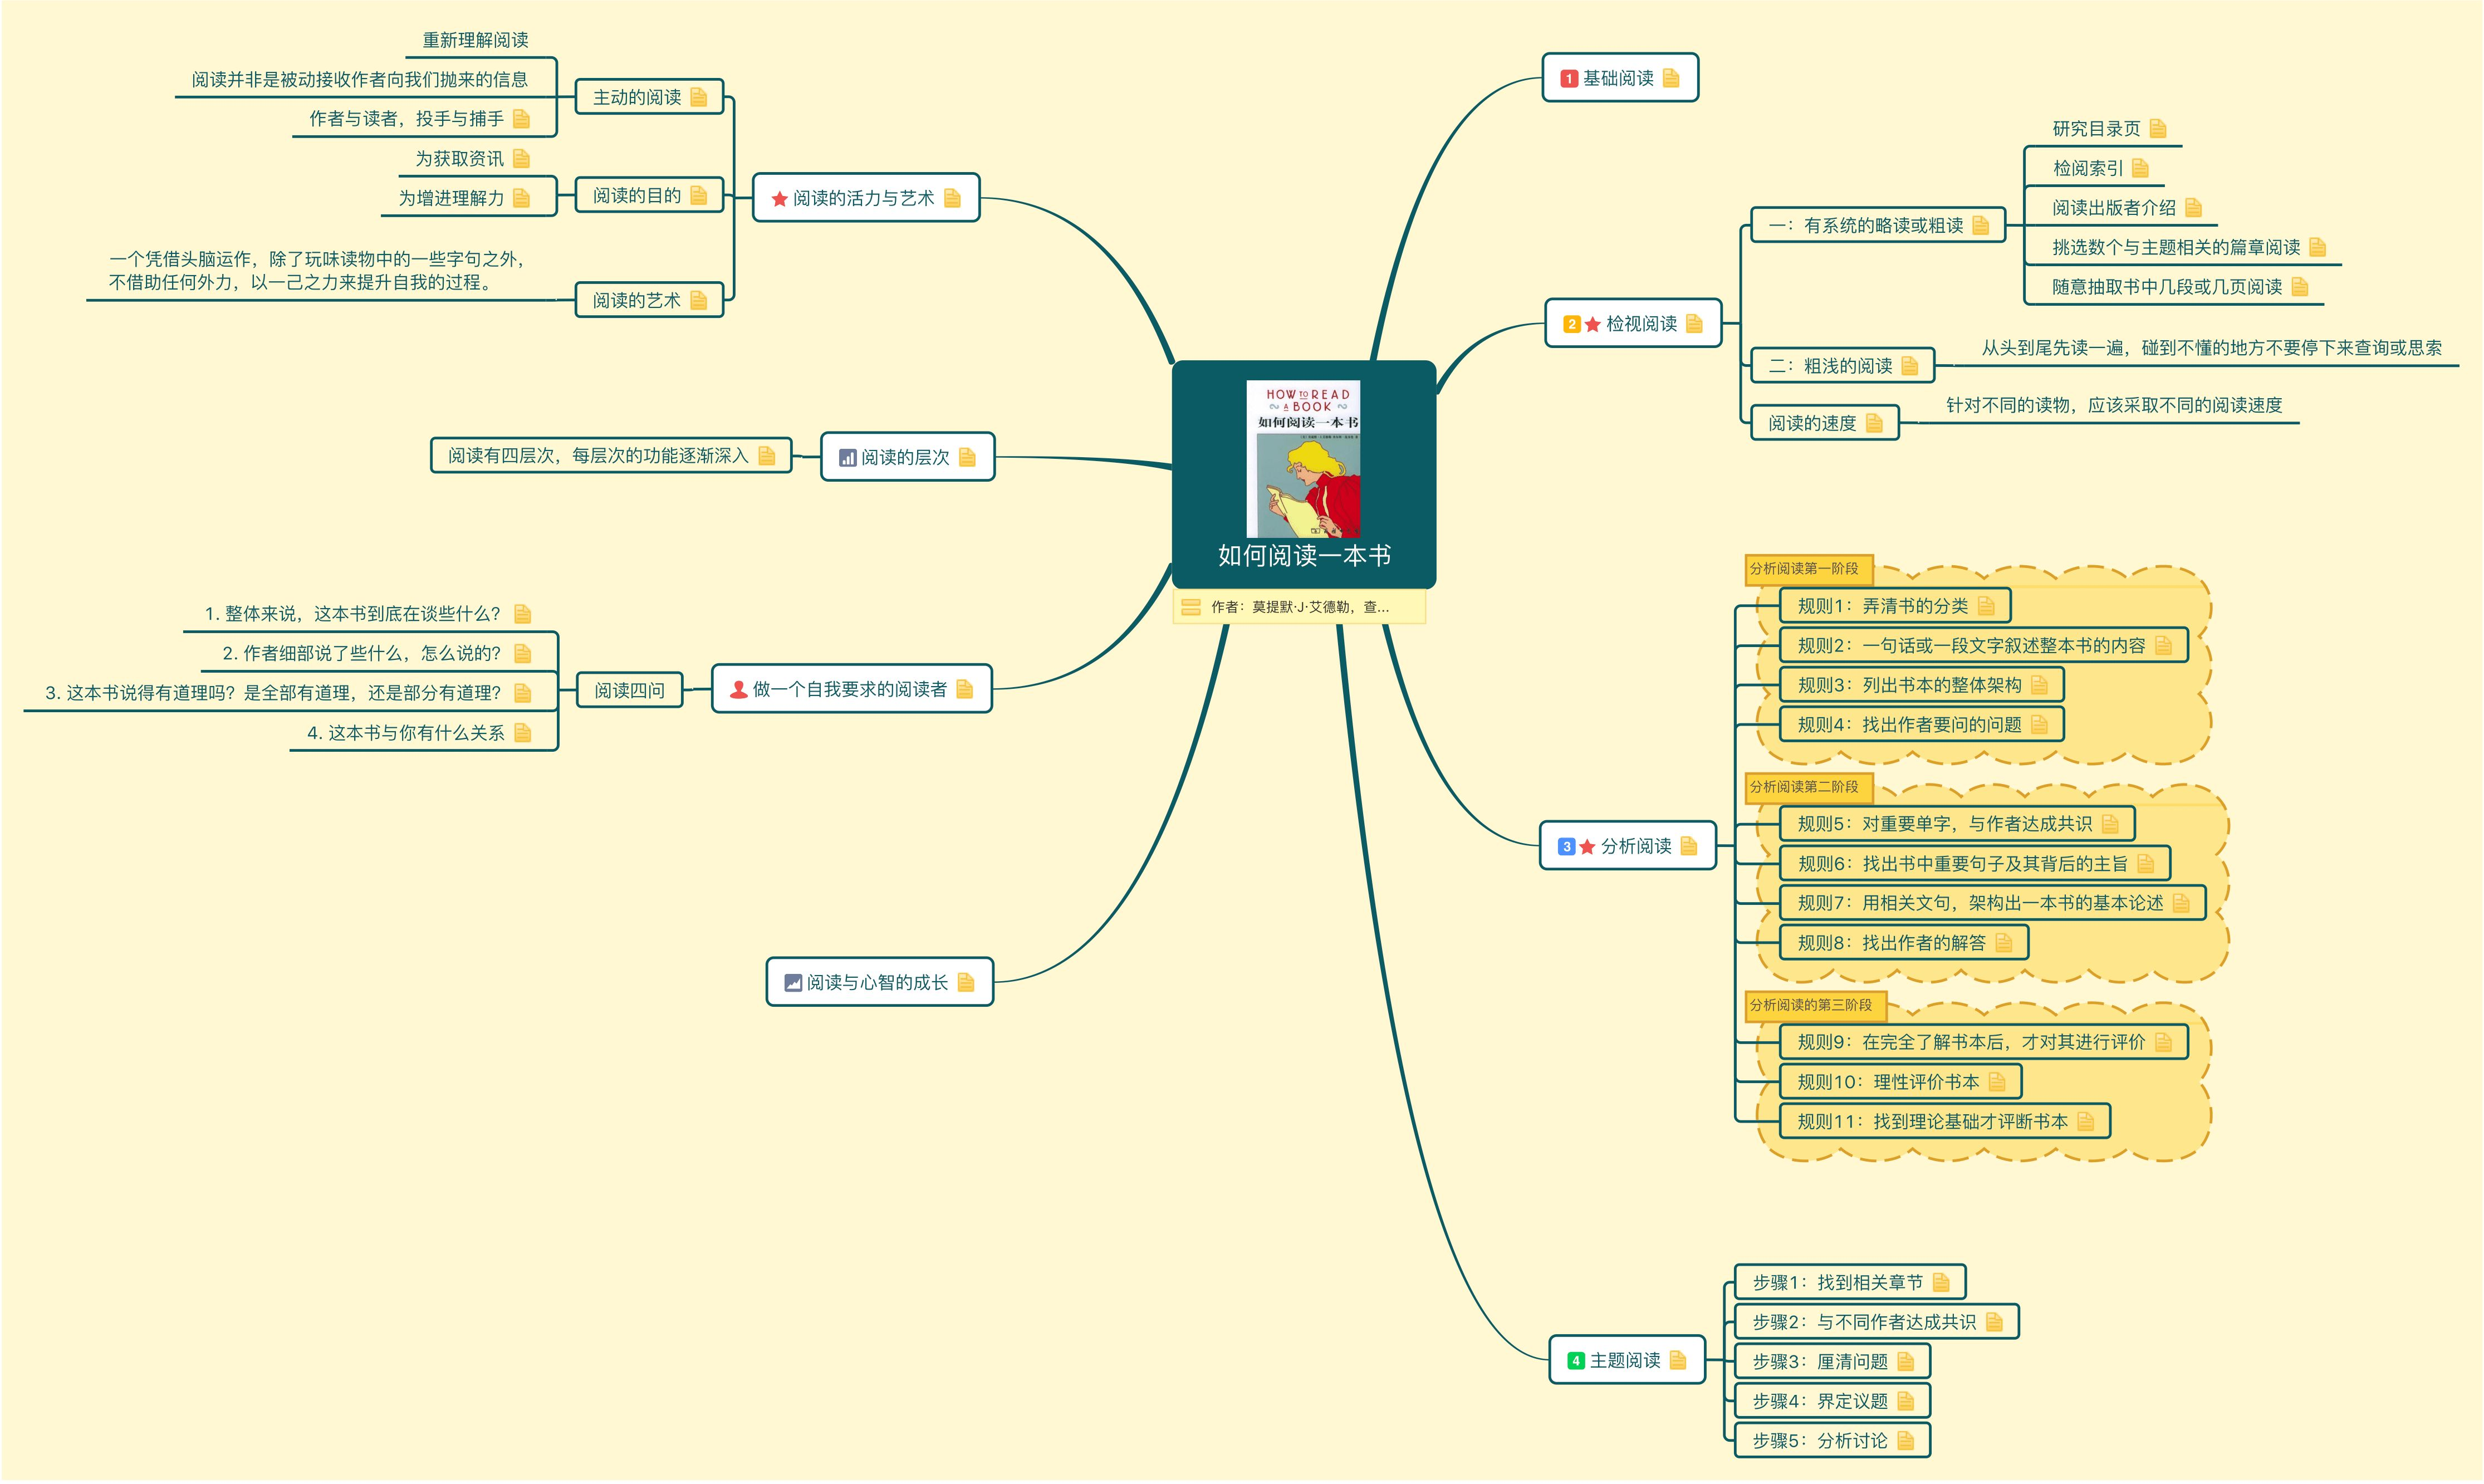 HOW TO READ
A BOOK
如何阅读一本书
如何阅读一本书
作者：莫提默·J·艾德勒，查...
1 基础阅读
2 检视阅读
一：有系统的略读或粗读
研究目录页
检阅索引
阅读出版者介绍
挑选数个与主题相关的篇章阅读
随意抽取书中几段或几页阅读
二：粗浅的阅读
从头到尾先读一遍，碰到不懂的地方不要停下来查询或思索
阅读的速度
针对不同的读物，应该采取不同的阅读速度
3 分析阅读
分析阅读第一阶段
规则1：弄清书的分类
规则2：一句话或一段文字叙述整本书的内容
规则3：列出书本的整体架构
规则4：找出作者要问的问题
分析阅读第二阶段
规则5：对重要单字，与作者达成共识
规则6：找出书中重要句子及其背后的主旨
规则7：用相关文句，架构出一本书的基本论述
规则8：找出作者的解答
分析阅读的第三阶段
规则9：在完全了解书本后，才对其进行评价
规则10：理性评价书本
规则11：找到理论基础才评断书本
4 主题阅读
步骤1：找到相关章节
步骤2：与不同作者达成共识
步骤3：厘清问题
步骤4：界定议题
步骤5：分析讨论
阅读的活力与艺术
主动的阅读
重新理解阅读
阅读并非是被动接收作者向我们抛来的信息
作者与读者，投手与捕手
阅读的目的
为获取资讯
为增进理解力
阅读的艺术
一个凭借头脑运作，除了玩味读物中的一些字句之外，
不借助任何外力，以一己之力来提升自我的过程。
阅读的层次
阅读有四层次，每层次的功能逐渐深入
做一个自我要求的阅读者
阅读四问
1. 整体来说，这本书到底在谈些什么？
2. 作者细部说了些什么，怎么说的？
3. 这本书说得有道理吗？是全部有道理，还是部分有道理？
4. 这本书与你有什么关系
阅读与心智的成长